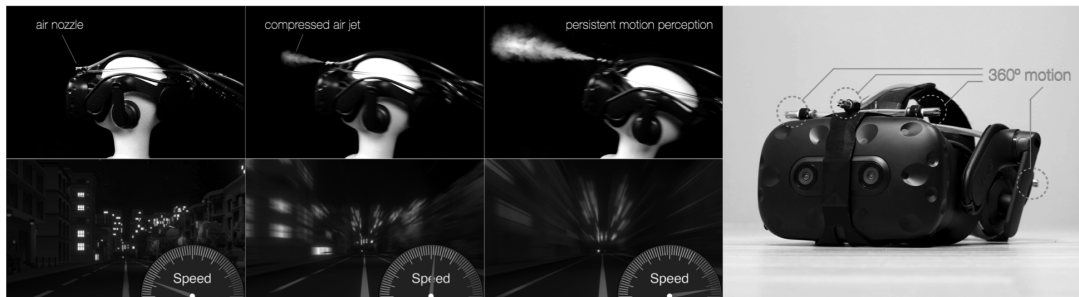 air nozzle
compressed air jet
persistent motion perception
360º motion
Speed
Speed
Speed